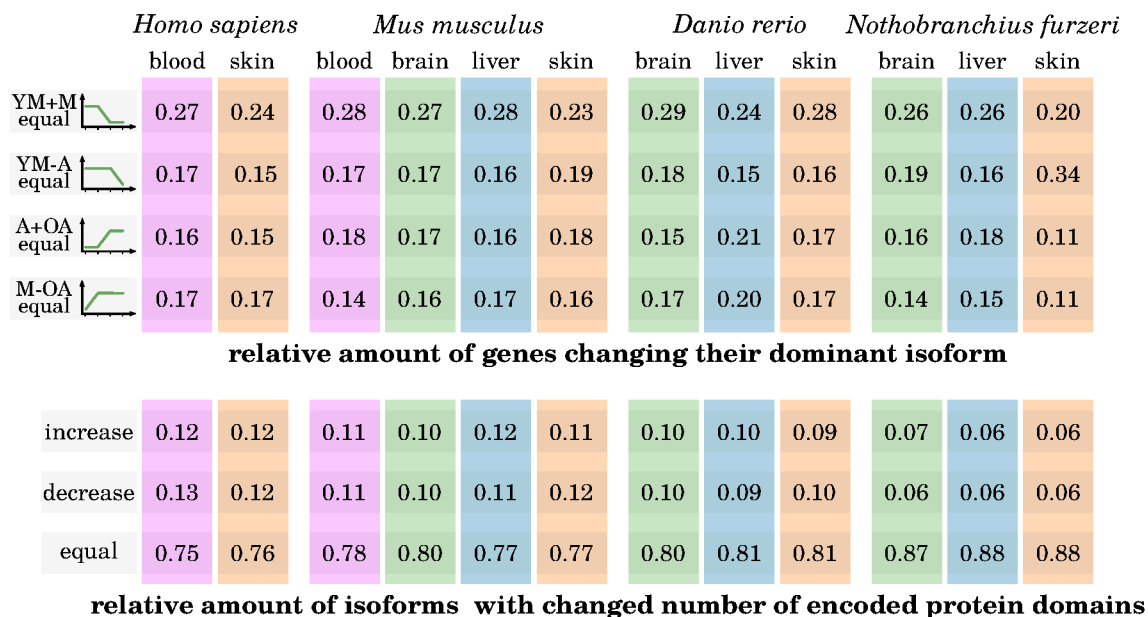 Homo sapiens Mus musculus Danio rerio Nothobranchius furzeri
blood skin blood brain liver skin brain liver skin brain liver skin
YM+M
equal 0.27 0.24 0.28 0.27 0.28 0.23 0.29 0.24 0.28 0.26 0.26 0.20
YM-A
equal 0.17 0.15 0.17 0.17 0.16 0.19 0.18 0.15 0.16 0.19 0.16 0.34
A+OA
equal 0.16 0.15 0.18 0.17 0.16 0.18 0.15 0.21 0.17 0.16 0.18 0.11
M-OA
equal 0.17 0.17 0.14 0.16 0.17 0.16 0.17 0.20 0.17 0.14 0.15 0.11
relative amount of genes changing their dominant isoform
increase 0.12 0.12 0.11 0.10 0.12 0.11 0.10 0.10 0.09 0.07 0.06 0.06
decrease 0.13 0.12 0.11 0.10 0.11 0.12 0.10 0.09 0.10 0.06 0.06 0.06
equal 0.75 0.76 0.78 0.80 0.77 0.77 0.80 0.81 0.81 0.87 0.88 0.88
relative amount of isoforms with changed number of encoded protein domains